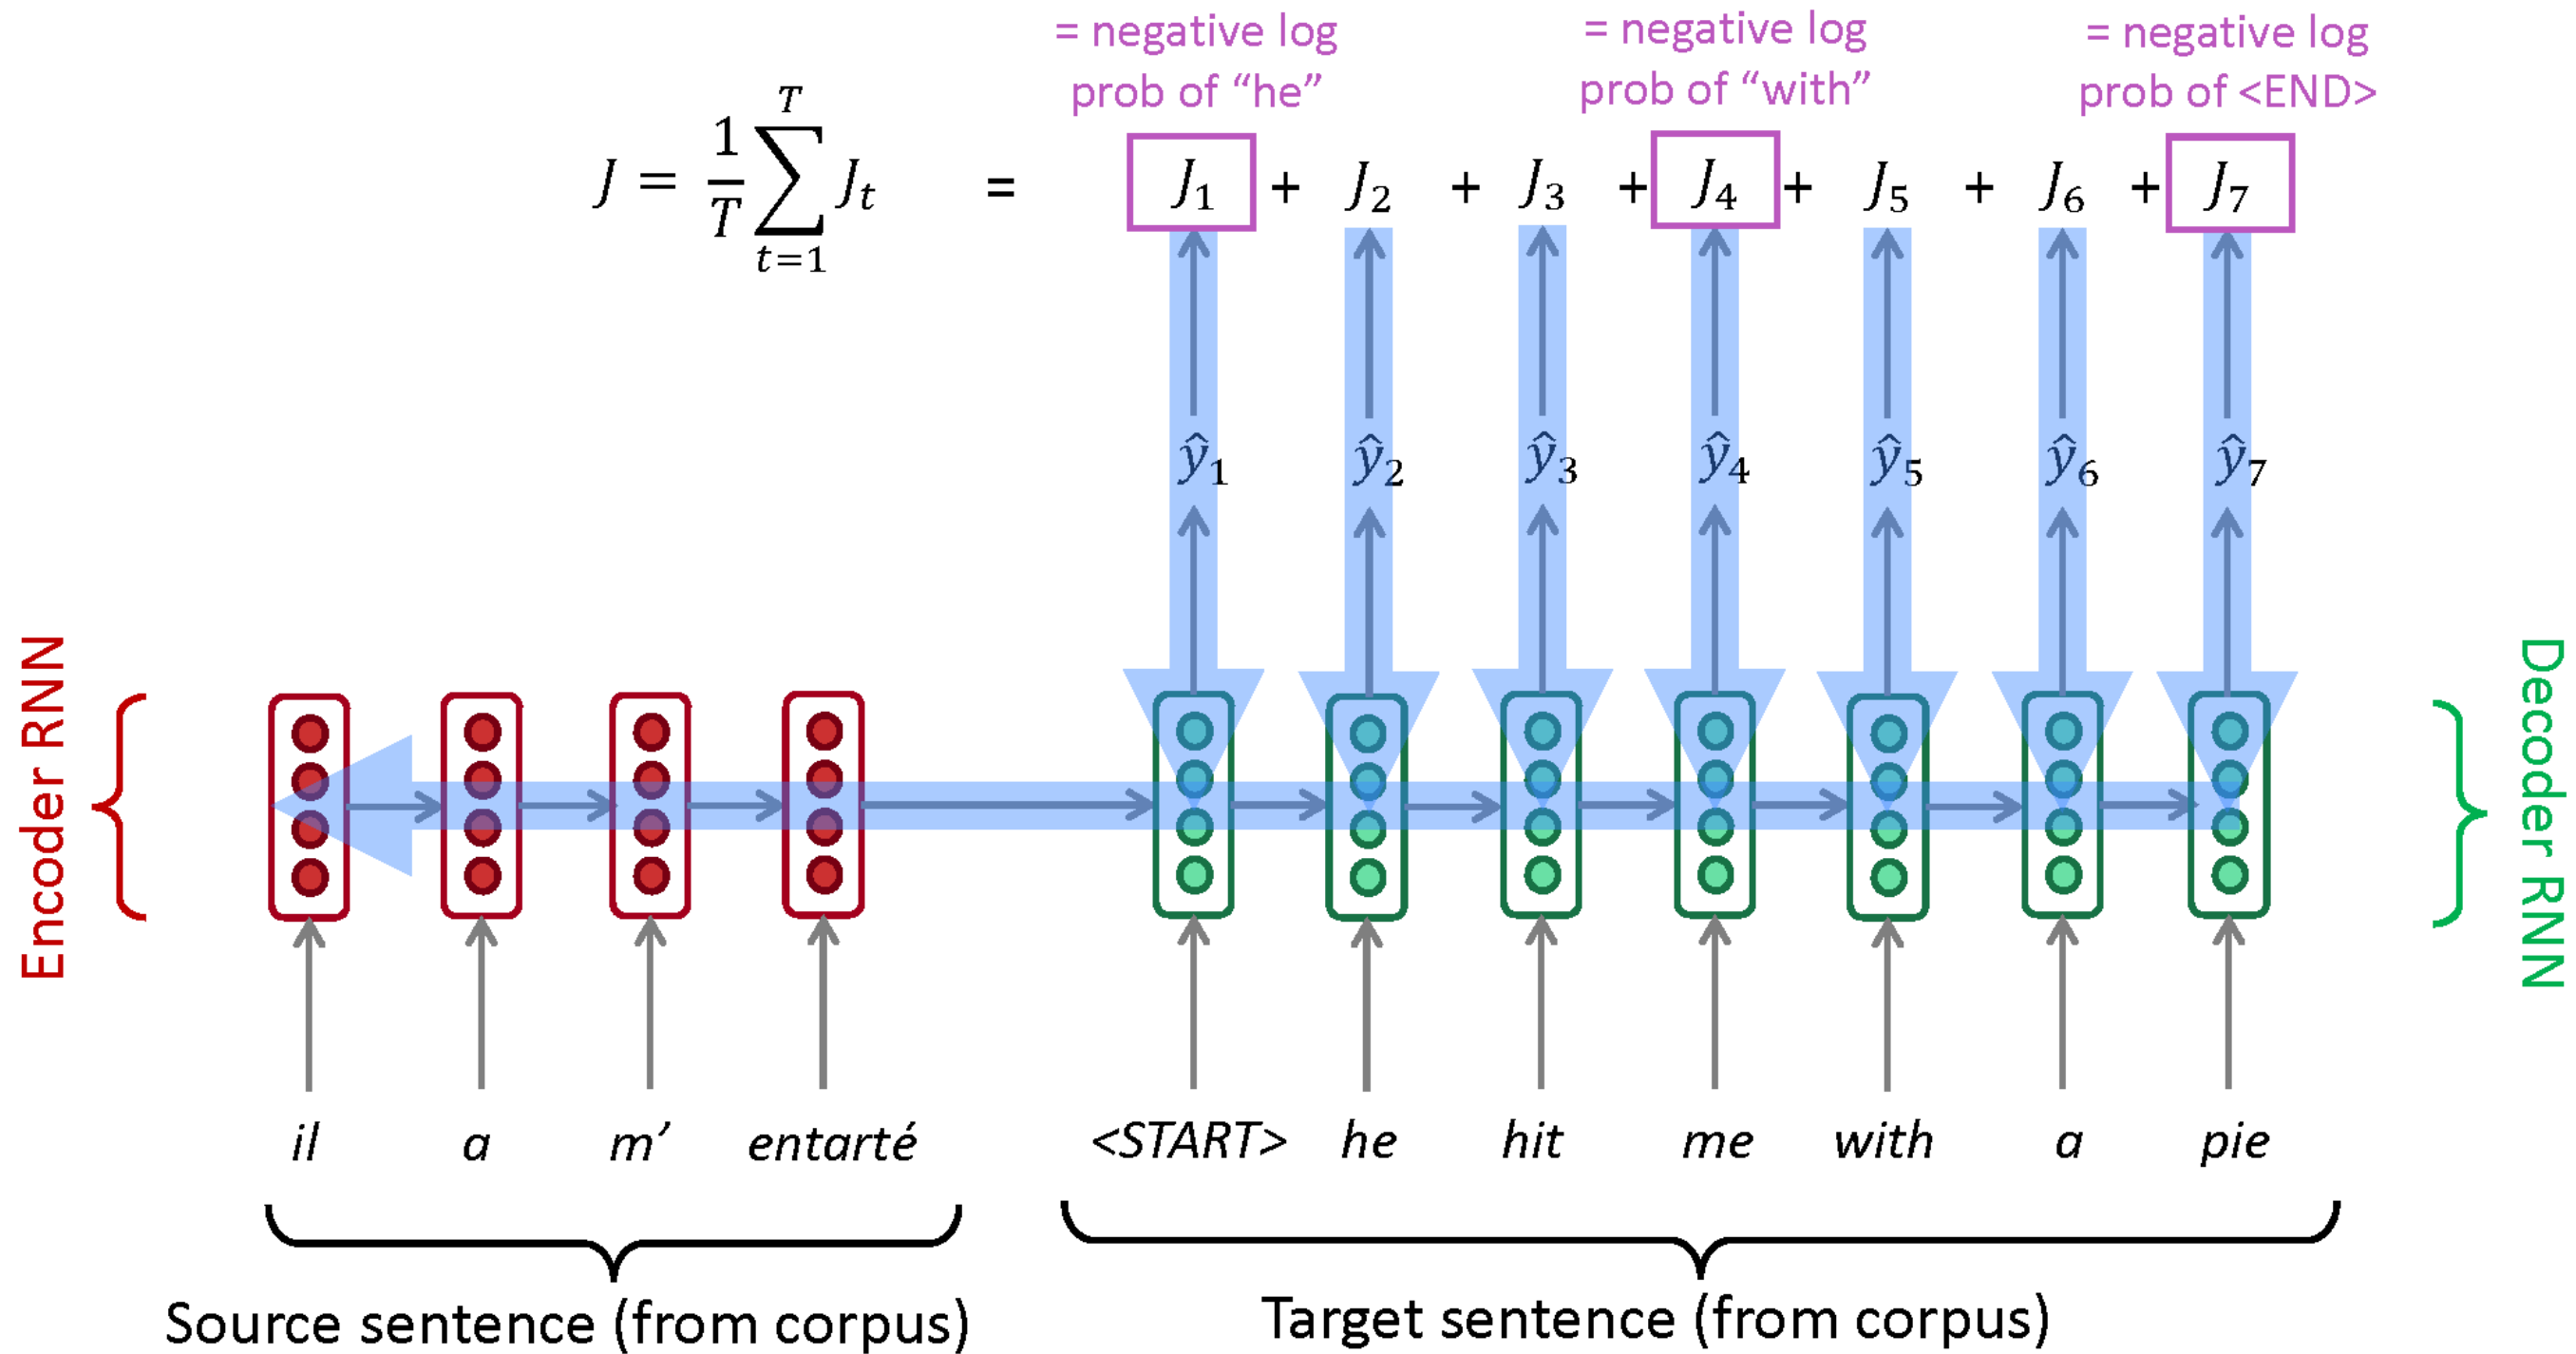 = negative log
prob of “he”
= negative log
prob of “with”
= negative log
prob of <END>
J = 1/T ∑_{t=1}^{T} J_t = J₁ + J₂ + J₃ + J₄ + J₅ + J₆ + J₇
ŷ₁ ŷ₂ ŷ₃ ŷ₄ ŷ₅ ŷ₆ ŷ₇
Encoder RNN
Decoder RNN
il a m’ entarté <START> he hit me with a pie
Source sentence (from corpus)
Target sentence (from corpus)